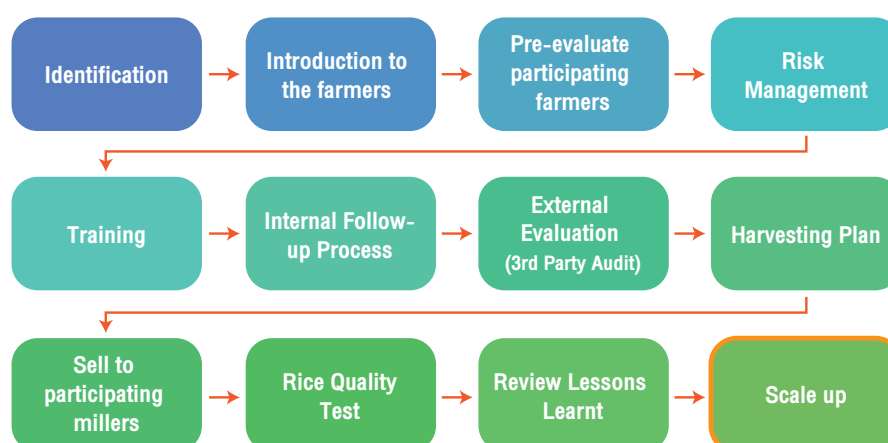 Identification
Introduction to
the farmers
Pre-evaluate
participating
farmers
Risk
Management
Training
Internal Follow-
up Process
External
Evaluation
(3rd Party Audit)
Harvesting Plan
Sell to
participating
millers
Rice Quality
Test
Review Lessons
Learnt
Scale up